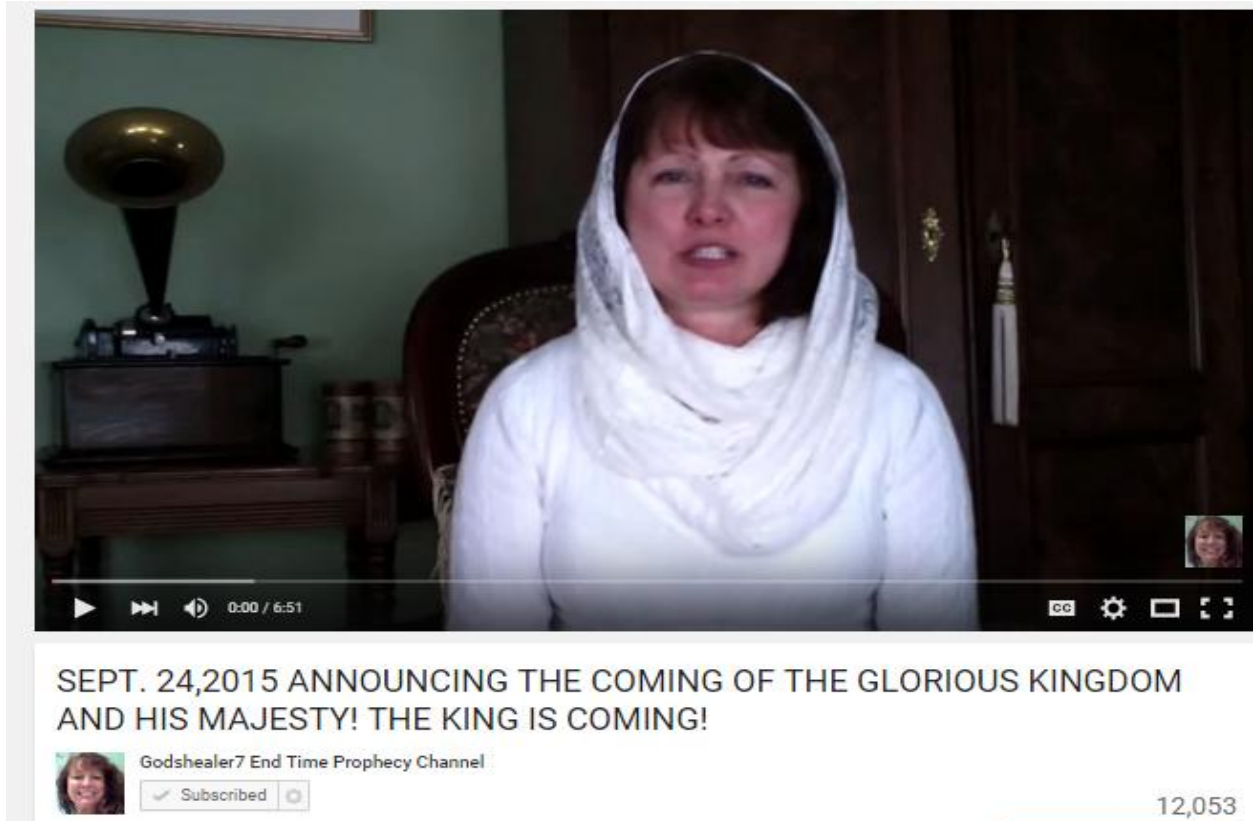 0:00 / 6:51
CC
SEPT. 24,2015 ANNOUNCING THE COMING OF THE GLORIOUS KINGDOM
AND HIS MAJESTY! THE KING IS COMING!
Godshealer7 End Time Prophecy Channel
Subscribed
12,053